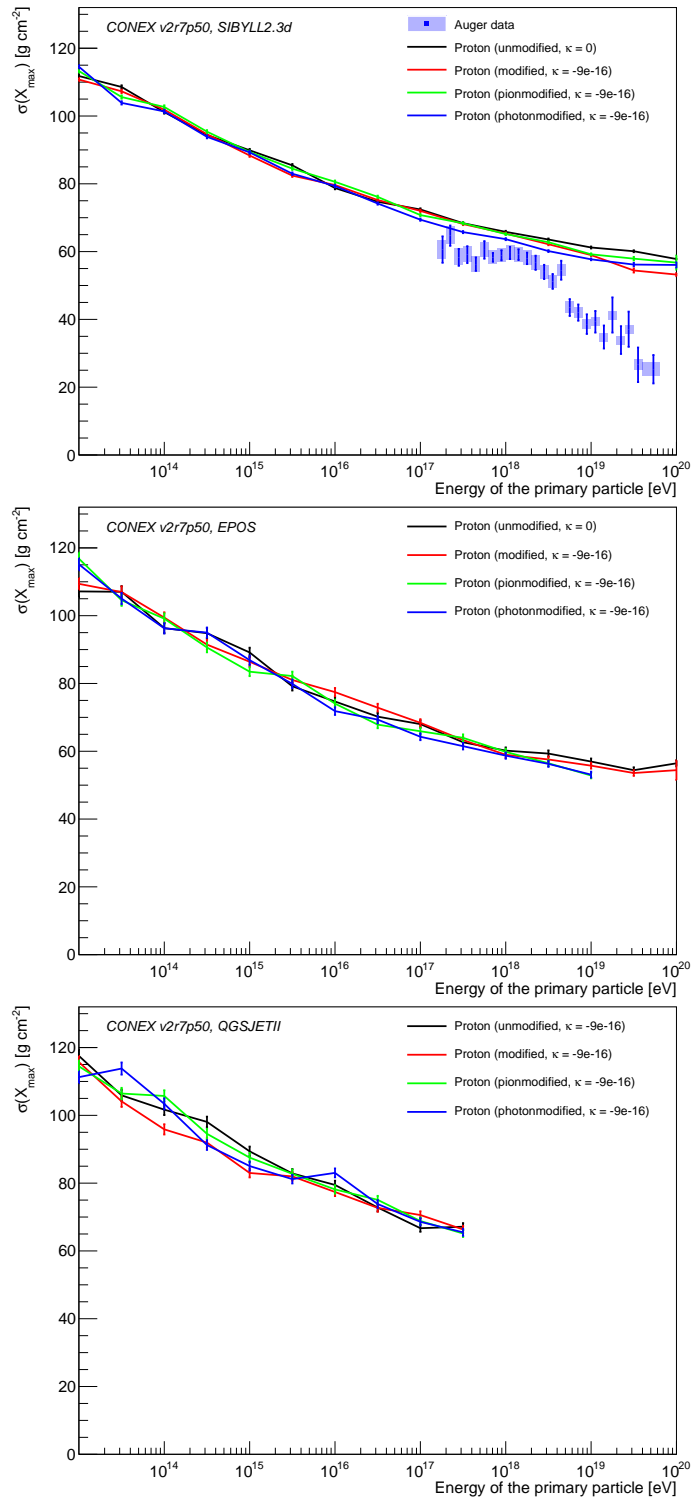 σ(Xmax) [g cm-2]
CONEX v2r7p50, SIBYLL2.3d
Auger data
Proton (unmodified, κ = 0)
Proton (modified, κ = -9e-16)
Proton (pionmodified, κ = -9e-16)
Proton (photonmodified, κ = -9e-16)
120
100
80
60
40
20
0
10^14 10^15 10^16 10^17 10^18 10^19 10^20
Energy of the primary particle [eV]
σ(Xmax) [g cm-2]
CONEX v2r7p50, EPOS
Proton (unmodified, κ = 0)
Proton (modified, κ = -9e-16)
Proton (pionmodified, κ = -9e-16)
Proton (photonmodified, κ = -9e-16)
120
100
80
60
40
20
0
10^14 10^15 10^16 10^17 10^18 10^19 10^20
Energy of the primary particle [eV]
σ(Xmax) [g cm-2]
CONEX v2r7p50, QGSJETII
Proton (unmodified, κ = -9e-16)
Proton (modified, κ = -9e-16)
Proton (pionmodified, κ = -9e-16)
Proton (photonmodified, κ = -9e-16)
120
100
80
60
40
20
0
10^14 10^15 10^16 10^17 10^18 10^19 10^20
Energy of the primary particle [eV]